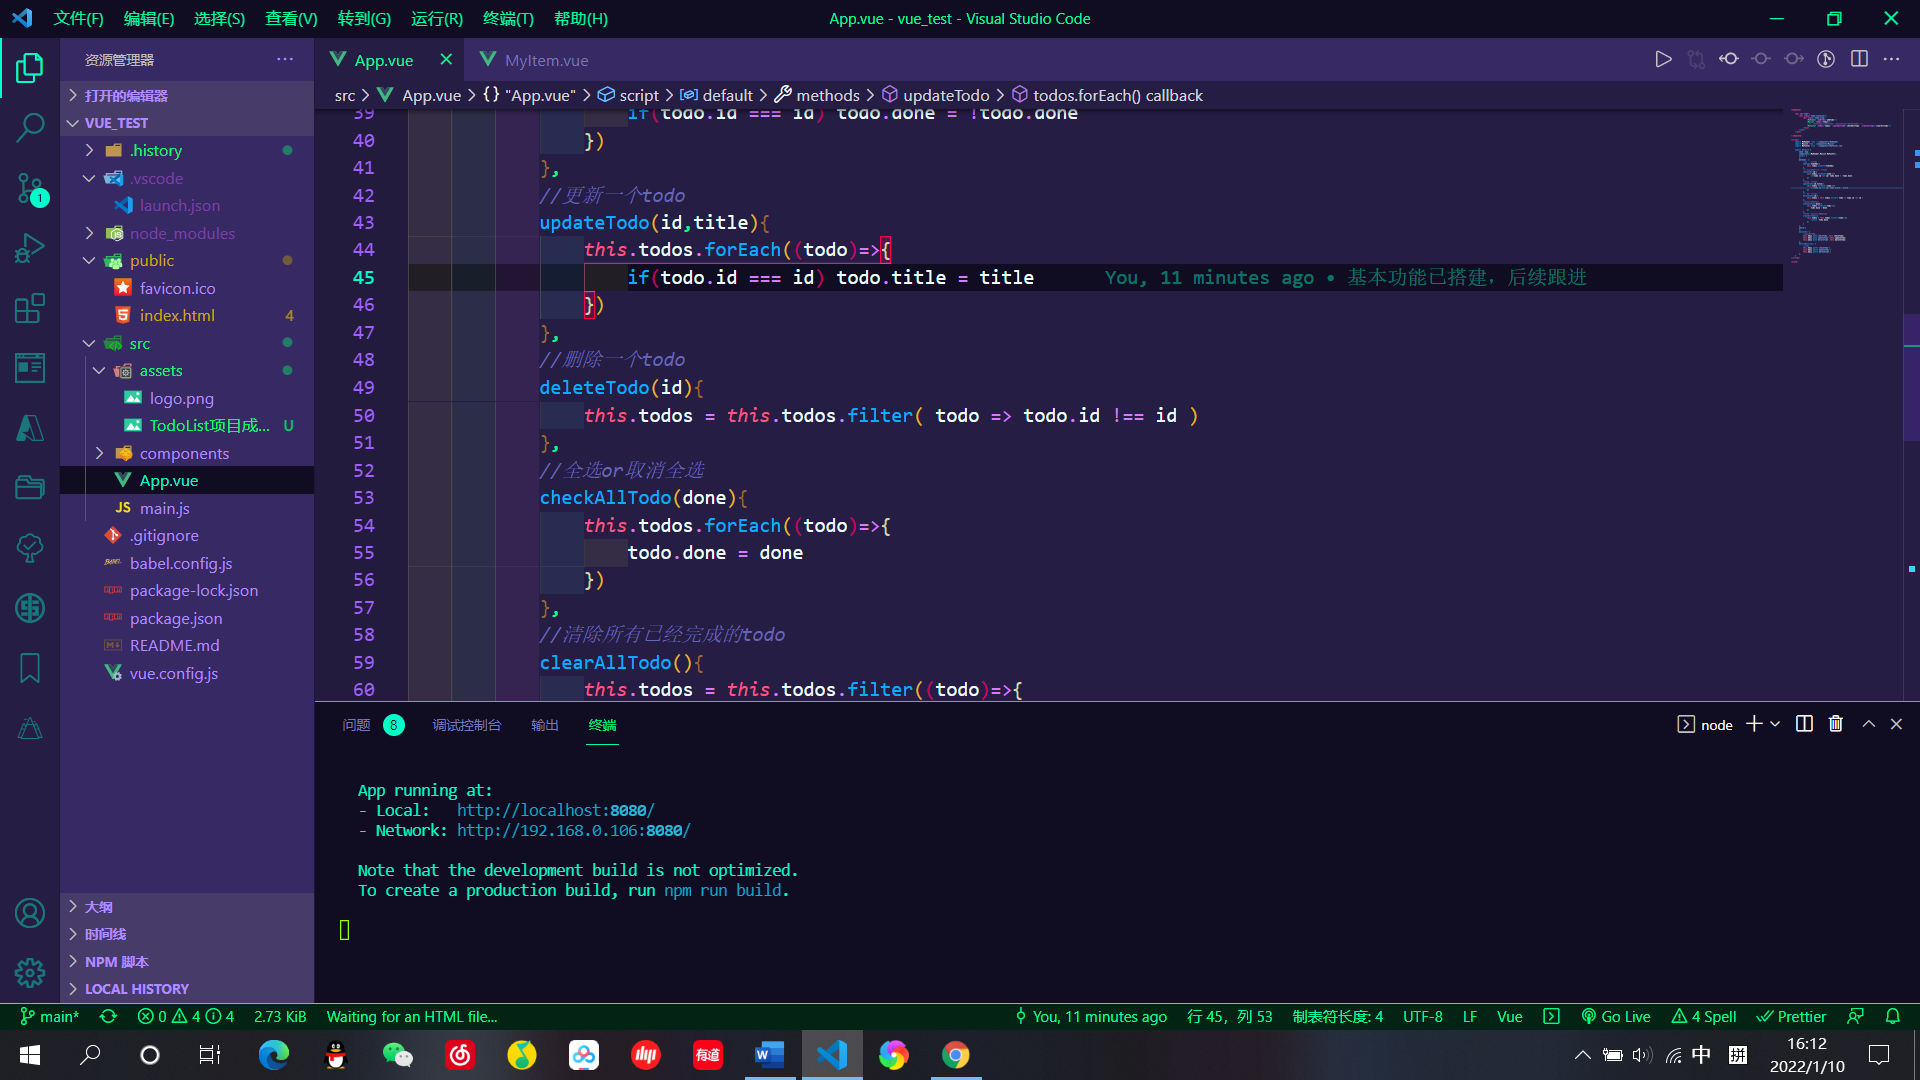 文件(F) 编辑(E) 选择(S) 查看(V) 转到(G) 运行(R) 终端(T) 帮助(H) App.vue - vue_test - Visual Studio Code
资源管理器
打开的编辑器
VUE_TEST
.history
.vscode
launch.json
node_modules
public
favicon.ico
index.html 4
src
assets
logo.png
TodoList项目成... U
components
App.vue
JS main.js
.gitignore
babel.config.js
package-lock.json
package.json
README.md
vue.config.js
大纲
时间线
NPM 脚本
LOCAL HISTORY
1
App.vue MyItem.vue
src > App.vue > {} "App.vue" > script > default > methods > updateTodo > todos.forEach() callback
39 if(todo.id === id) todo.done = !todo.done
40 })
41 },
42 //更新一个todo
43 updateTodo(id,title){
44 this.todos.forEach((todo)=>{
45 if(todo.id === id) todo.title = title You, 11 minutes ago • 基本功能已搭建，后续跟进
46 })
47 },
48 //删除一个todo
49 deleteTodo(id){
50 this.todos = this.todos.filter( todo => todo.id !== id )
51 },
52 //全选or取消全选
53 checkAllTodo(done){
54 this.todos.forEach((todo)=>{
55 todo.done = done
56 })
57 },
58 //清除所有已经完成的todo
59 clearAllTodo(){
60 this.todos = this.todos.filter((todo)=>{
问题 8 调试控制台 输出 终端 node
App running at:
- Local: http://localhost:8080/
- Network: http://192.168.0.106:8080/
Note that the development build is not optimized.
To create a production build, run npm run build.
main* 0 4 4 2.73 KiB Waiting for an HTML file... You, 11 minutes ago 行 45，列 53 制表符长度: 4 UTF-8 LF Vue Go Live 4 Spell Prettier
有道 W 中 拼 16:12
2022/1/10